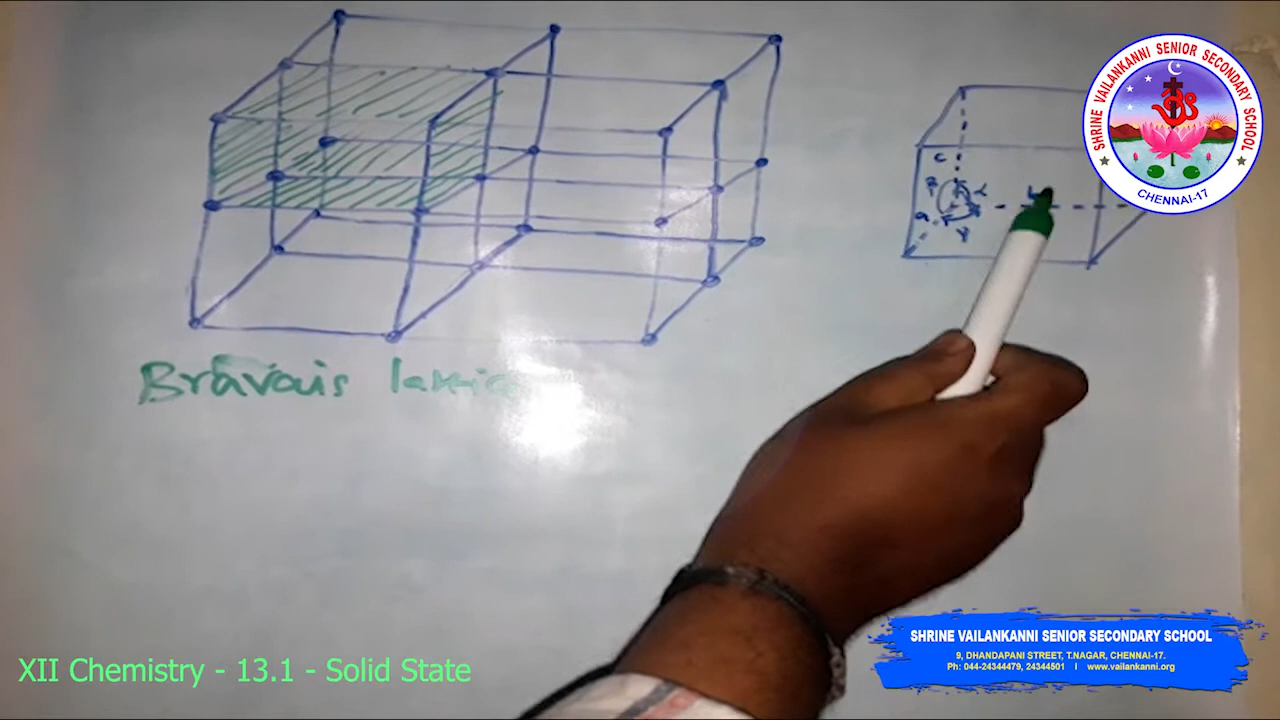 SHRINE VAILANKANNI SENIOR SECONDARY SCHOOL
CHENNAI-17
c
β α b
a
γ
Bravais lattice
XII Chemistry - 13.1 - Solid State
SHRINE VAILANKANNI SENIOR SECONDARY SCHOOL
9, DHANDAPANI STREET, T.NAGAR, CHENNAI-17.
Ph: 044-24344479, 24344501 I www.vailankanni.org